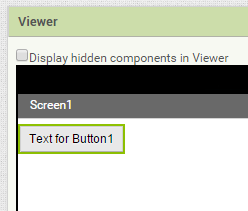 Viewer
Display hidden components in Viewer
Screen1
Text for Button1